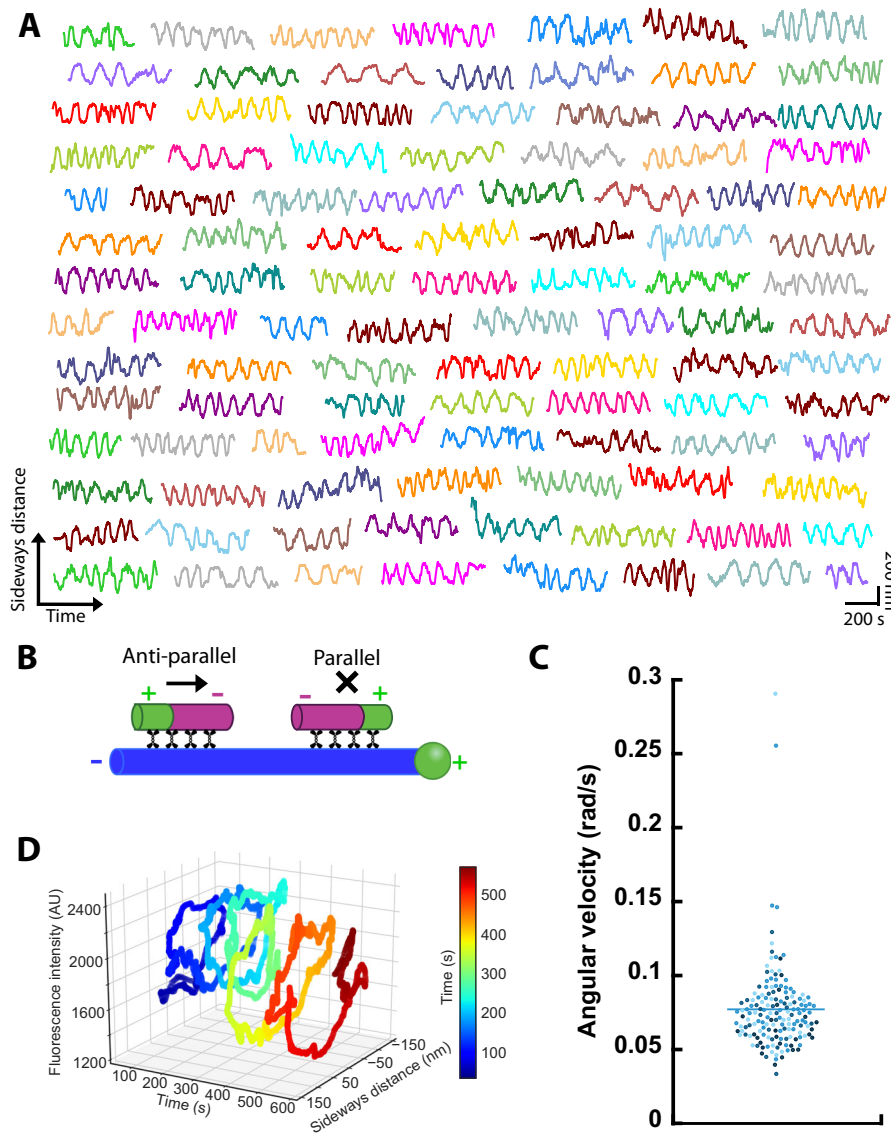 A
Sideways distance
Time
200 s
B
Anti-parallel
Parallel
+
−
−
+
−
+
C
Angular velocity (rad/s)
0.3
0.25
0.2
0.15
0.1
0.05
0
D
Fluorescence intensity (AU)
2400
2000
1600
1200
100
200
300
400
500
600
Time (s)
150
50
−50
−150
Sideways distance (nm)
Time (s)
500
400
300
200
100